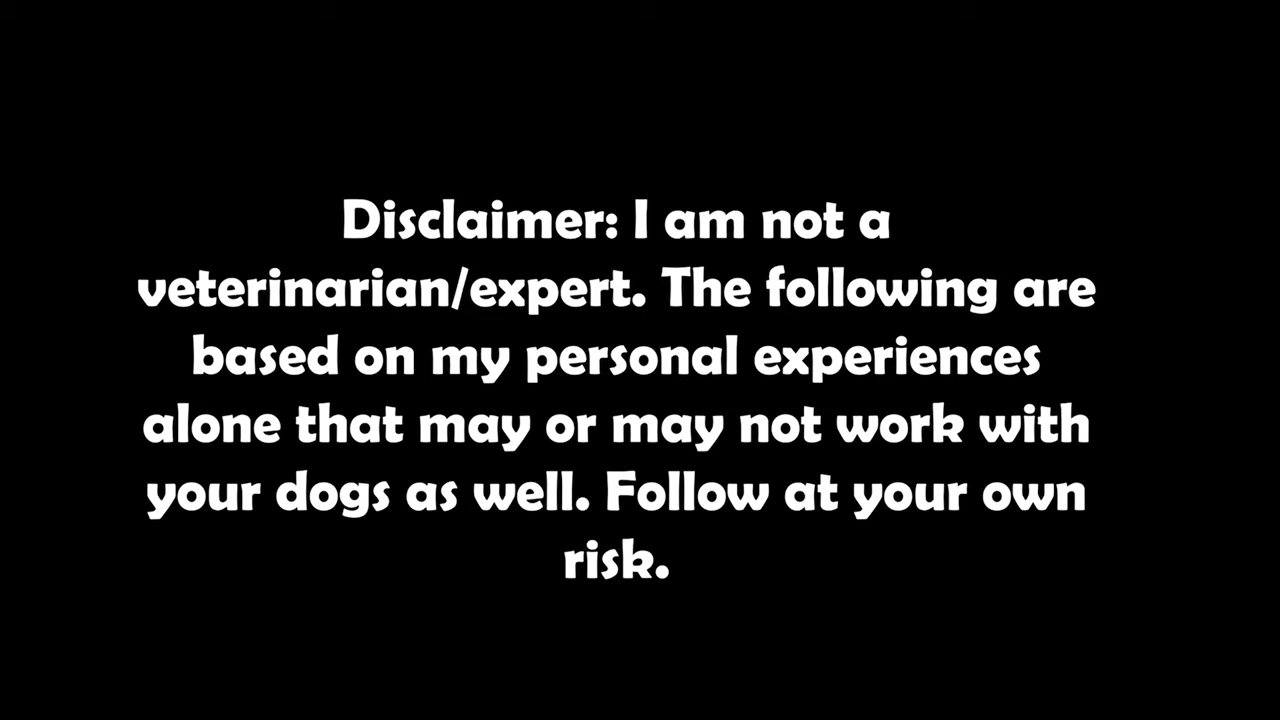 Disclaimer: I am not a
veterinarian/expert. The following are
based on my personal experiences
alone that may or may not work with
your dogs as well. Follow at your own
risk.